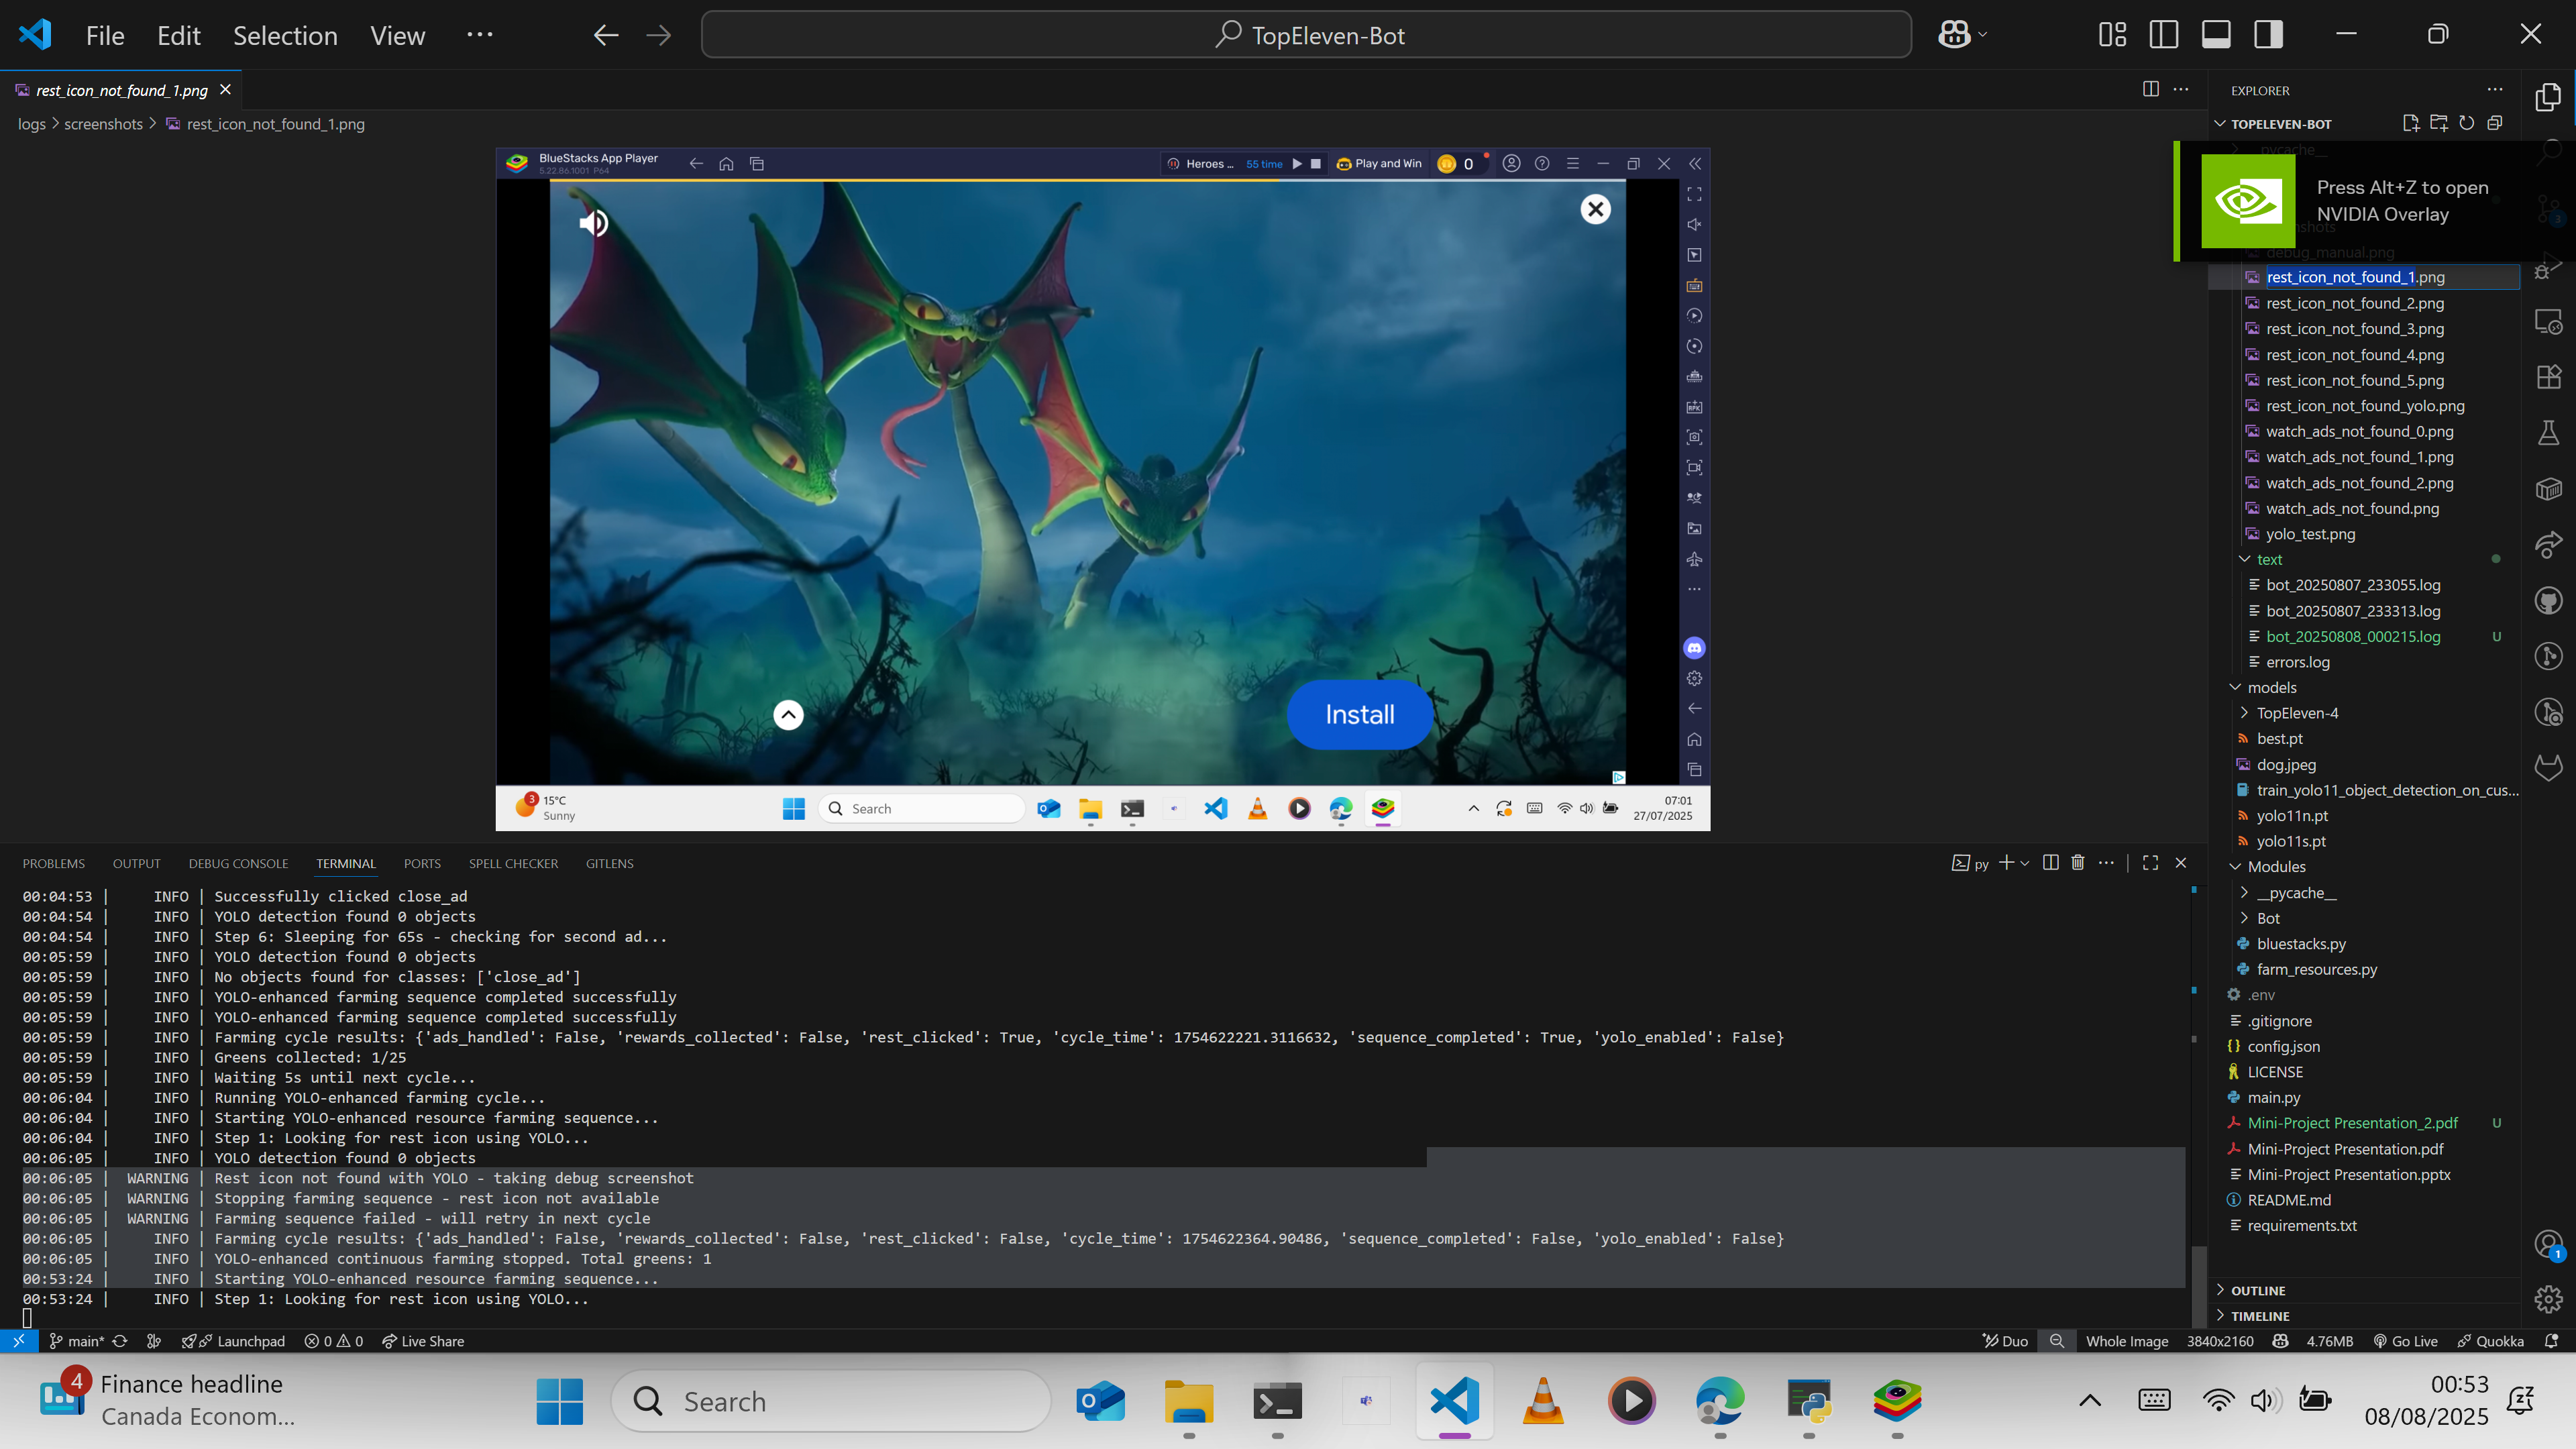 File Edit Selection View ··· TopEleven-Bot
rest_icon_not_found_1.png
logs > screenshots > rest_icon_not_found_1.png
BlueStacks App Player
5.22.86.1001 P64
Heroes ... 55 time Play and Win 0
Install
3
15°C
Sunny
Search
07:01
27/07/2025
EXPLORER
TOPELEVEN-BOT
Press Alt+Z to open
NVIDIA Overlay
debug_manual.png
rest_icon_not_found_1.png
rest_icon_not_found_2.png
rest_icon_not_found_3.png
rest_icon_not_found_4.png
rest_icon_not_found_5.png
rest_icon_not_found_yolo.png
watch_ads_not_found_0.png
watch_ads_not_found_1.png
watch_ads_not_found_2.png
watch_ads_not_found.png
yolo_test.png
text
bot_20250807_233055.log
bot_20250807_233313.log
bot_20250808_000215.log U
errors.log
models
TopEleven-4
best.pt
dog.jpeg
train_yolo11_object_detection_on_cus...
yolo11n.pt
yolo11s.pt
Modules
__pycache__
Bot
bluestacks.py
farm_resources.py
.env
.gitignore
config.json
LICENSE
main.py
Mini-Project Presentation_2.pdf U
Mini-Project Presentation.pdf
Mini-Project Presentation.pptx
README.md
requirements.txt
OUTLINE
TIMELINE
3
1
PROBLEMS OUTPUT DEBUG CONSOLE TERMINAL PORTS SPELL CHECKER GITLENS
py
00:04:53 | INFO | Successfully clicked close_ad
00:04:54 | INFO | YOLO detection found 0 objects
00:04:54 | INFO | Step 6: Sleeping for 65s - checking for second ad...
00:05:59 | INFO | YOLO detection found 0 objects
00:05:59 | INFO | No objects found for classes: ['close_ad']
00:05:59 | INFO | YOLO-enhanced farming sequence completed successfully
00:05:59 | INFO | YOLO-enhanced farming sequence completed successfully
00:05:59 | INFO | Farming cycle results: {'ads_handled': False, 'rewards_collected': False, 'rest_clicked': True, 'cycle_time': 1754622221.3116632, 'sequence_completed': True, 'yolo_enabled': False}
00:05:59 | INFO | Greens collected: 1/25
00:05:59 | INFO | Waiting 5s until next cycle...
00:06:04 | INFO | Running YOLO-enhanced farming cycle...
00:06:04 | INFO | Starting YOLO-enhanced resource farming sequence...
00:06:04 | INFO | Step 1: Looking for rest icon using YOLO...
00:06:05 | INFO | YOLO detection found 0 objects
00:06:05 | WARNING | Rest icon not found with YOLO - taking debug screenshot
00:06:05 | WARNING | Stopping farming sequence - rest icon not available
00:06:05 | WARNING | Farming sequence failed - will retry in next cycle
00:06:05 | INFO | Farming cycle results: {'ads_handled': False, 'rewards_collected': False, 'rest_clicked': False, 'cycle_time': 1754622364.90486, 'sequence_completed': False, 'yolo_enabled': False}
00:06:05 | INFO | YOLO-enhanced continuous farming stopped. Total greens: 1
00:53:24 | INFO | Starting YOLO-enhanced resource farming sequence...
00:53:24 | INFO | Step 1: Looking for rest icon using YOLO...
main* Launchpad 0 0 Live Share Duo Whole Image 3840x2160 4.76MB Go Live Quokka
4
Finance headline
Canada Econom...
Search
00:53
08/08/2025